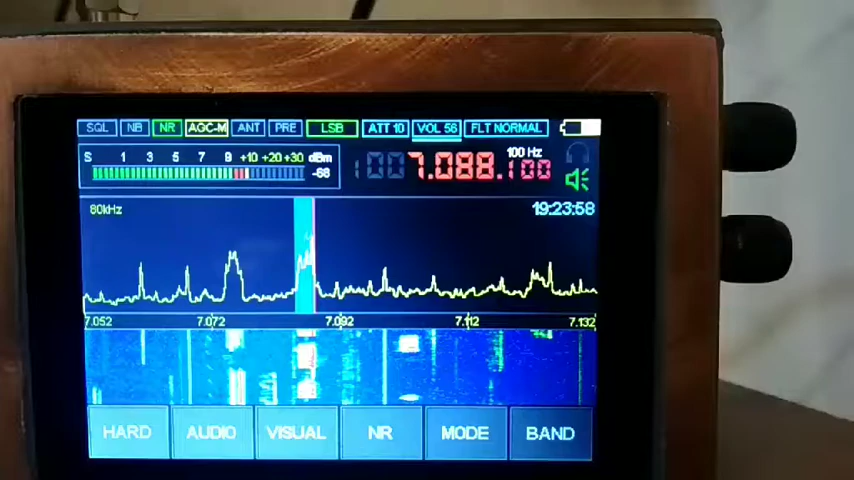 SQL NB NR AGC-M ANT PRE LSB ATT 10 VOL 56 FLT NORMAL
S 1 3 5 7 9 +10 +20 +30 dBm
-68
100 Hz
7.088.100
80kHz 19:23:58
7.052 7.072 7.092 7.112 7.132
HARD AUDIO VISUAL NR MODE BAND